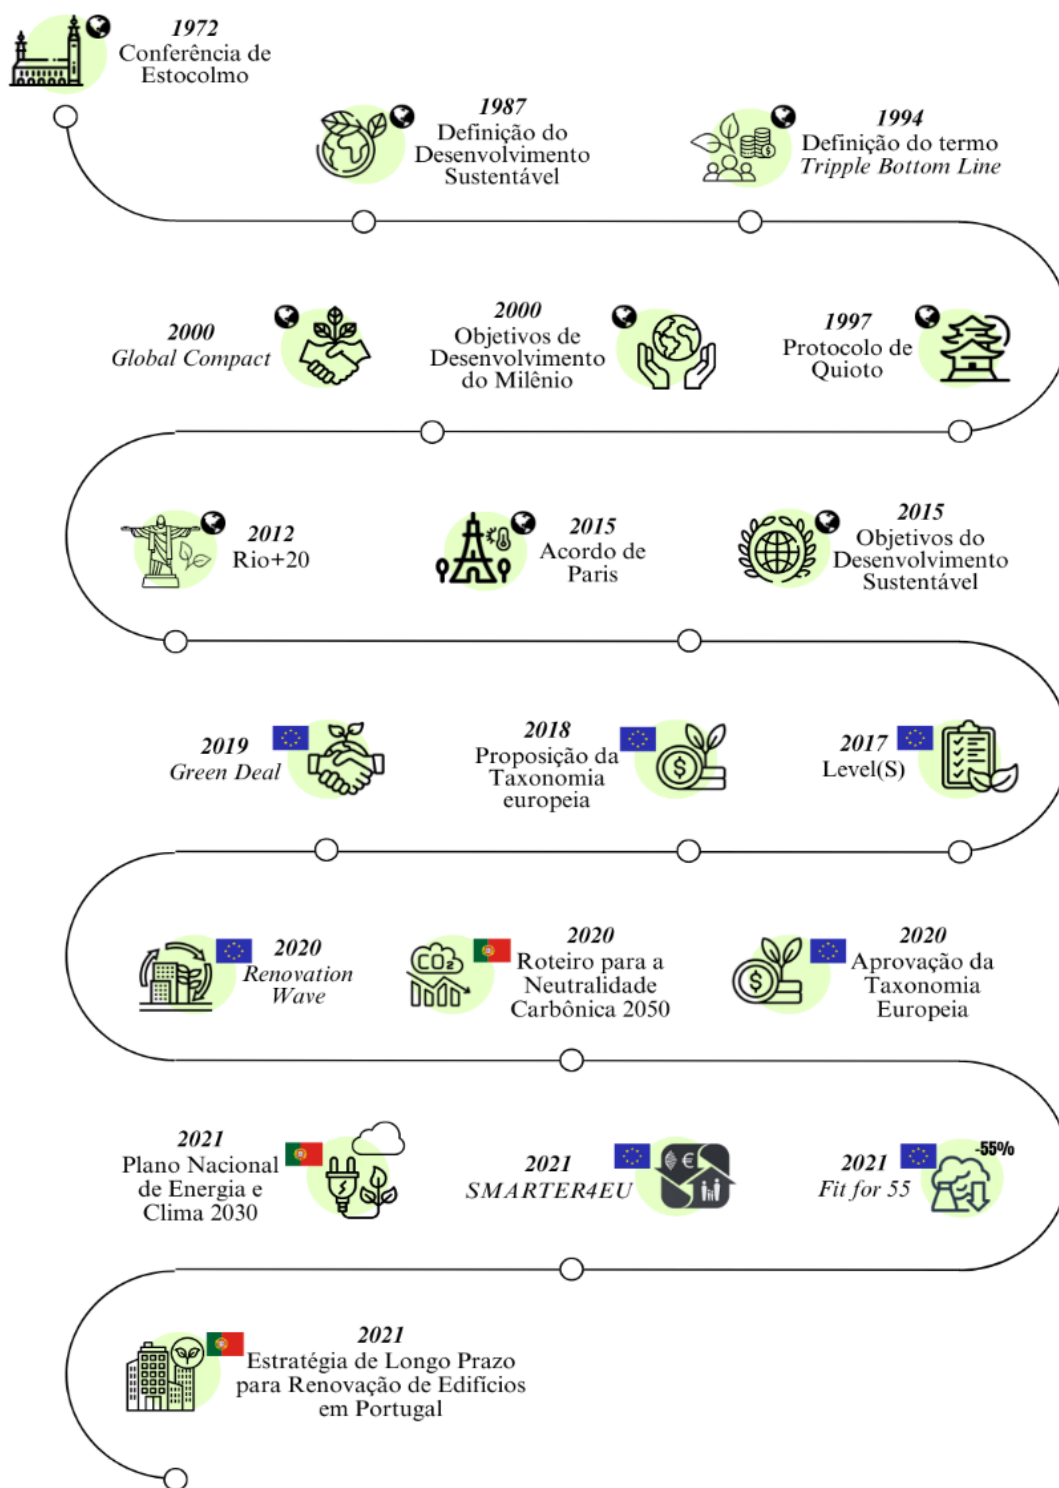 1972
Conferência de
Estocolmo
1987
Definição do
Desenvolvimento
Sustentável
1994
Definição do termo
Tripple Bottom Line
2000
Global Compact
2000
Objetivos de
Desenvolvimento
do Milênio
1997
Protocolo de
Quioto
2012
Rio+20
2015
Acordo de
Paris
2015
Objetivos do
Desenvolvimento
Sustentável
2019
Green Deal
2018
Proposição da
Taxonomia
europeia
$
2017
Level(S)
2020
Renovation
Wave
CO2
2020
Roteiro para a
Neutralidade
Carbônica 2050
$
2020
Aprovação da
Taxonomia
Europeia
2021
Plano Nacional
de Energia e
Clima 2030
2021
SMARTER4EU
€
2021
Fit for 55
-55%
2021
Estratégia de Longo Prazo
para Renovação de Edifícios
em Portugal